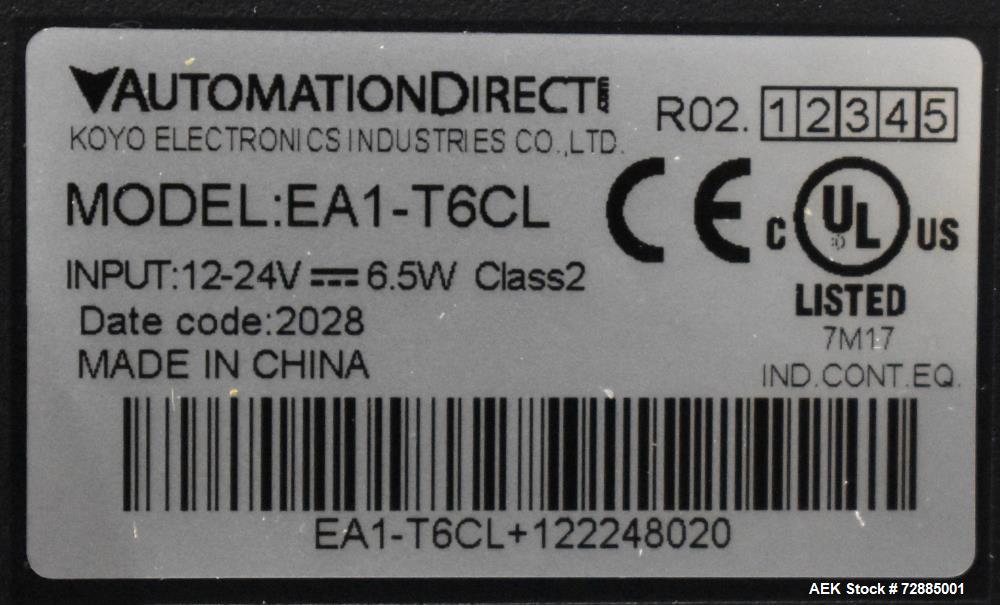 AUTOMATIONDIRECT
R02. 1 2 3 4 5
KOYO ELECTRONICS INDUSTRIES CO.,LTD.
MODEL:EA1-T6CL
CE
C UL US
LISTED
INPUT:12-24V 6.5W Class2
7M17
Date code:2028
IND.CONT.EQ.
MADE IN CHINA
EA1-T6CL+122248020
AEK Stock # 72885001